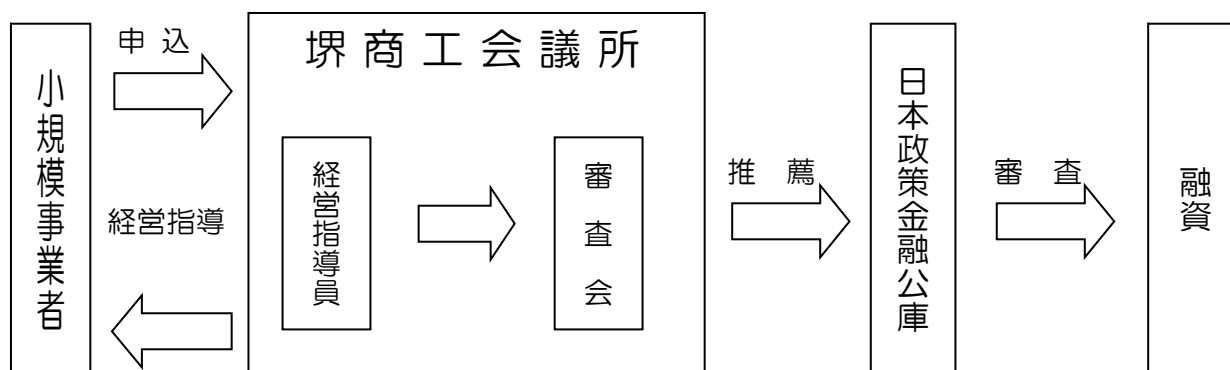 小規模事業者
申込
経営指導
堺商工会議所
経営指導員
審査会
推薦
日本政策金融公庫
審査
融資